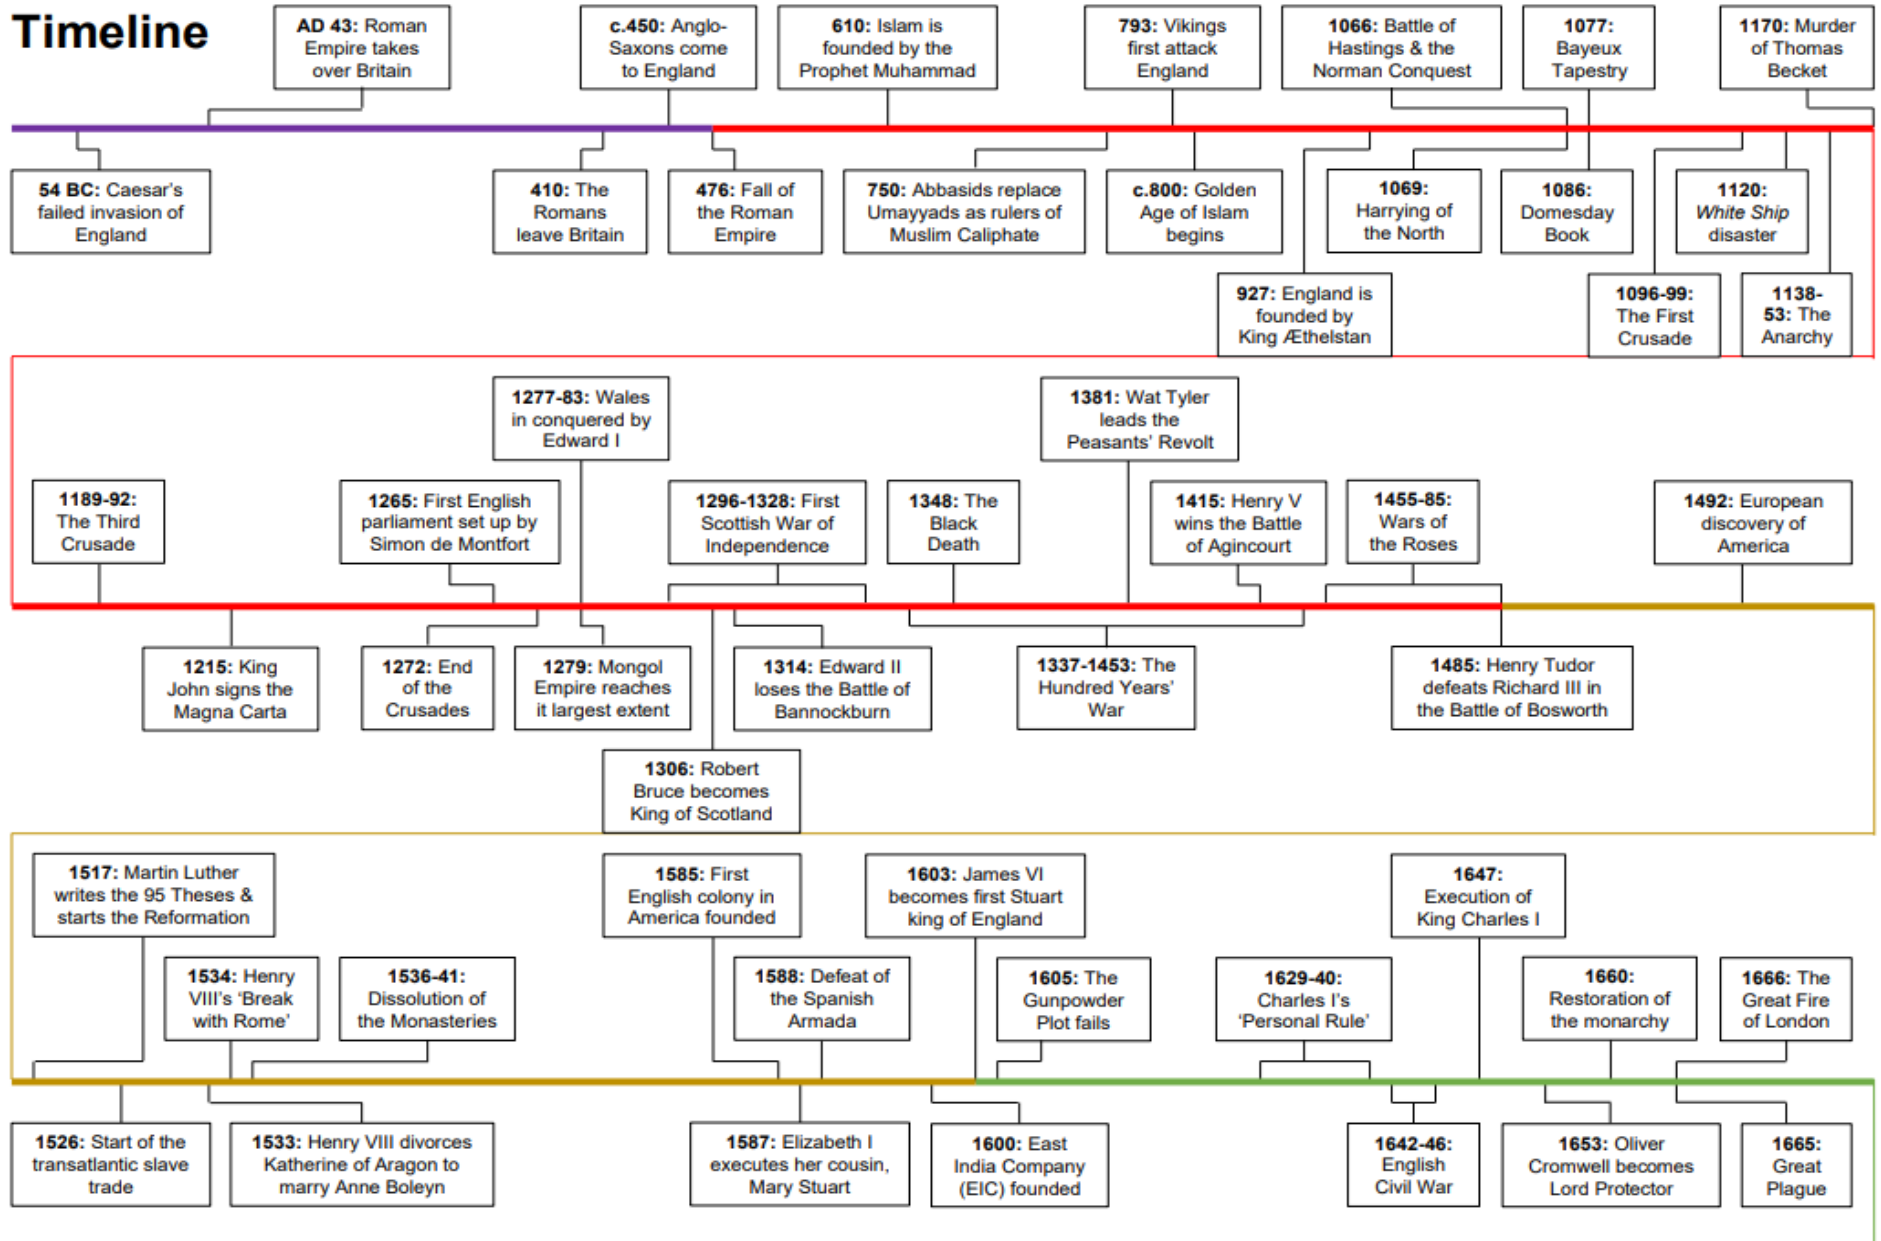 Timeline
AD 43: Roman
Empire takes
over Britain
c.450: Anglo-
Saxons come
to England
610: Islam is
founded by the
Prophet Muhammad
793: Vikings
first attack
England
1066: Battle of
Hastings & the
Norman Conquest
1077:
Bayeux
Tapestry
1170: Murder
of Thomas
Becket
54 BC: Caesar's
failed invasion of
England
410: The
Romans
leave Britain
476: Fall of
the Roman
Empire
750: Abbasids replace
Umayyads as rulers of
Muslim Caliphate
c.800: Golden
Age of Islam
begins
1069:
Harrying of
the North
1086:
Domesday
Book
1120:
White Ship
disaster
927: England is
founded by
King Æthelstan
1096-99:
The First
Crusade
1138-
53: The
Anarchy
1277-83: Wales
in conquered by
Edward I
1381: Wat Tyler
leads the
Peasants' Revolt
1189-92:
The Third
Crusade
1265: First English
parliament set up by
Simon de Montfort
1296-1328: First
Scottish War of
Independence
1348: The
Black
Death
1415: Henry V
wins the Battle
of Agincourt
1455-85:
Wars of
the Roses
1492: European
discovery of
America
1215: King
John signs the
Magna Carta
1272: End
of the
Crusades
1279: Mongol
Empire reaches
it largest extent
1314: Edward II
loses the Battle of
Bannockburn
1337-1453: The
Hundred Years'
War
1485: Henry Tudor
defeats Richard III in
the Battle of Bosworth
1306: Robert
Bruce becomes
King of Scotland
1517: Martin Luther
writes the 95 Theses &
starts the Reformation
1585: First
English colony in
America founded
1603: James VI
becomes first Stuart
king of England
1647:
Execution of
King Charles I
1534: Henry
VIII's 'Break
with Rome'
1536-41:
Dissolution of
the Monasteries
1588: Defeat of
the Spanish
Armada
1605: The
Gunpowder
Plot fails
1629-40:
Charles I's
'Personal Rule'
1660:
Restoration of
the monarchy
1666: The
Great Fire
of London
1526: Start of the
transatlantic slave
trade
1533: Henry VIII divorces
Katherine of Aragon to
marry Anne Boleyn
1587: Elizabeth I
executes her cousin,
Mary Stuart
1600: East
India Company
(EIC) founded
1642-46:
English
Civil War
1653: Oliver
Cromwell becomes
Lord Protector
1665:
Great
Plague